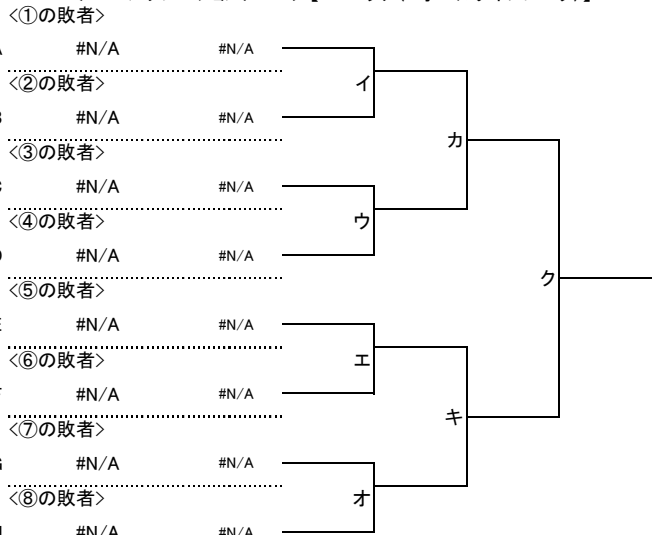 <①の敗者>
#N/A #N/A
イ
<②の敗者>
#N/A #N/A
カ
<③の敗者>
#N/A #N/A
ウ
<④の敗者>
#N/A #N/A
ク
<⑤の敗者>
#N/A #N/A
エ
<⑥の敗者>
#N/A #N/A
キ
<⑦の敗者>
#N/A #N/A
オ
<⑧の敗者>
#N/A #N/A